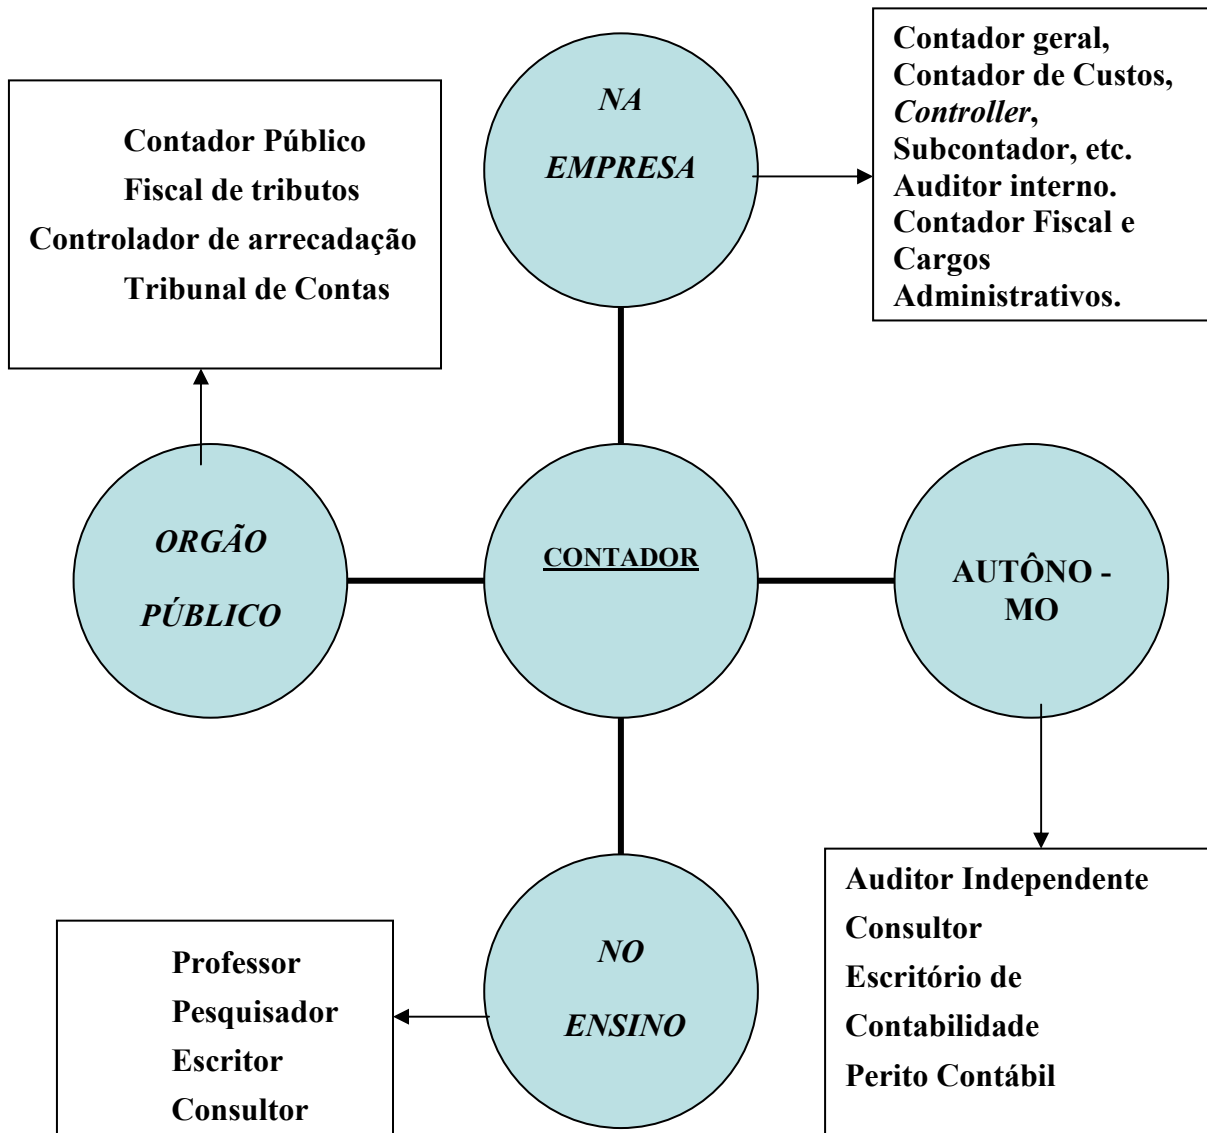 NA
EMPRESA
Contador geral,
Contador de Custos,
Controller,
Subcontador, etc.
Auditor interno.
Contador Fiscal e
Cargos
Administrativos.
Contador Público
Fiscal de tributos
Controlador de arrecadação
Tribunal de Contas
ORGÃO
PÚBLICO
CONTADOR
AUTÔNO -
MO
NO
ENSINO
Professor
Pesquisador
Escritor
Consultor
Auditor Independente
Consultor
Escritório de
Contabilidade
Perito Contábil